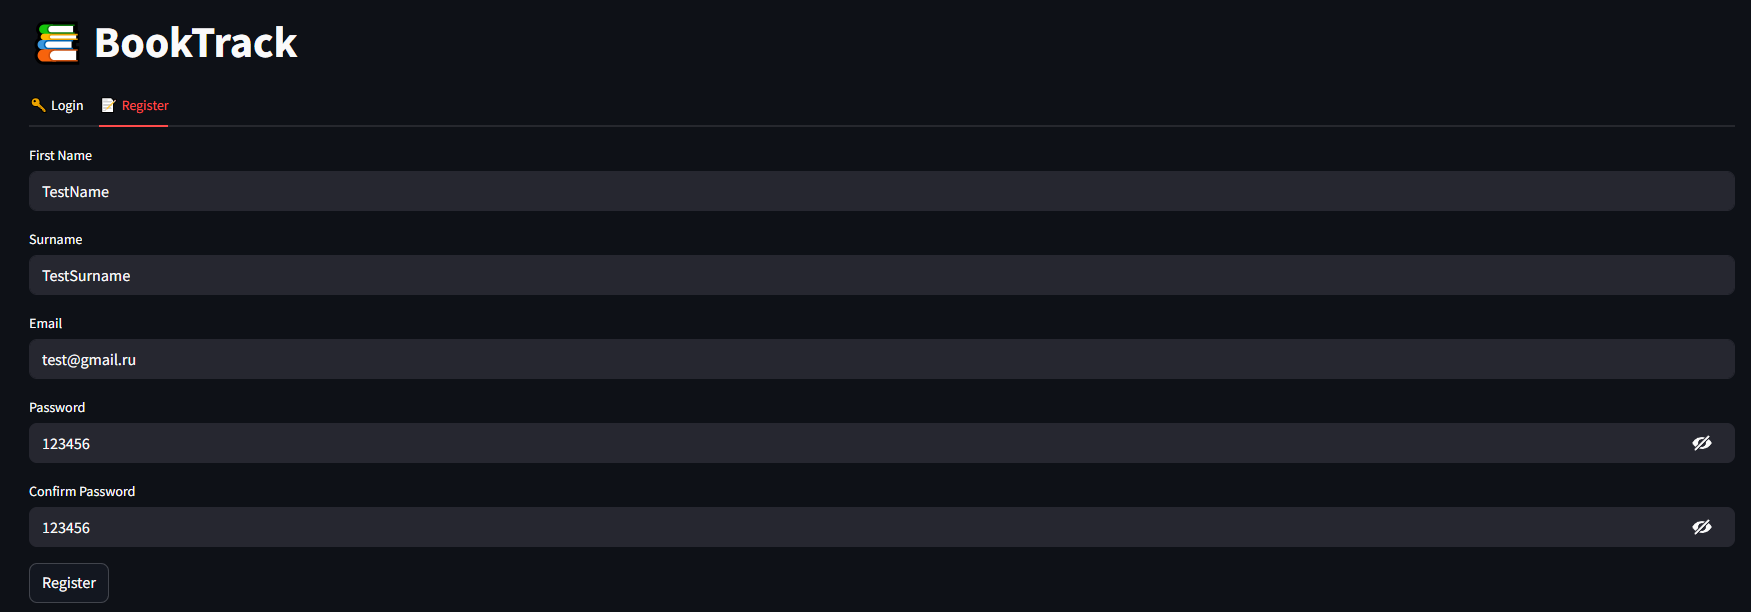 BookTrack
Login Register
First Name
TestName
Surname
TestSurname
Email
test@gmail.ru
Password
123456
Confirm Password
123456
Register